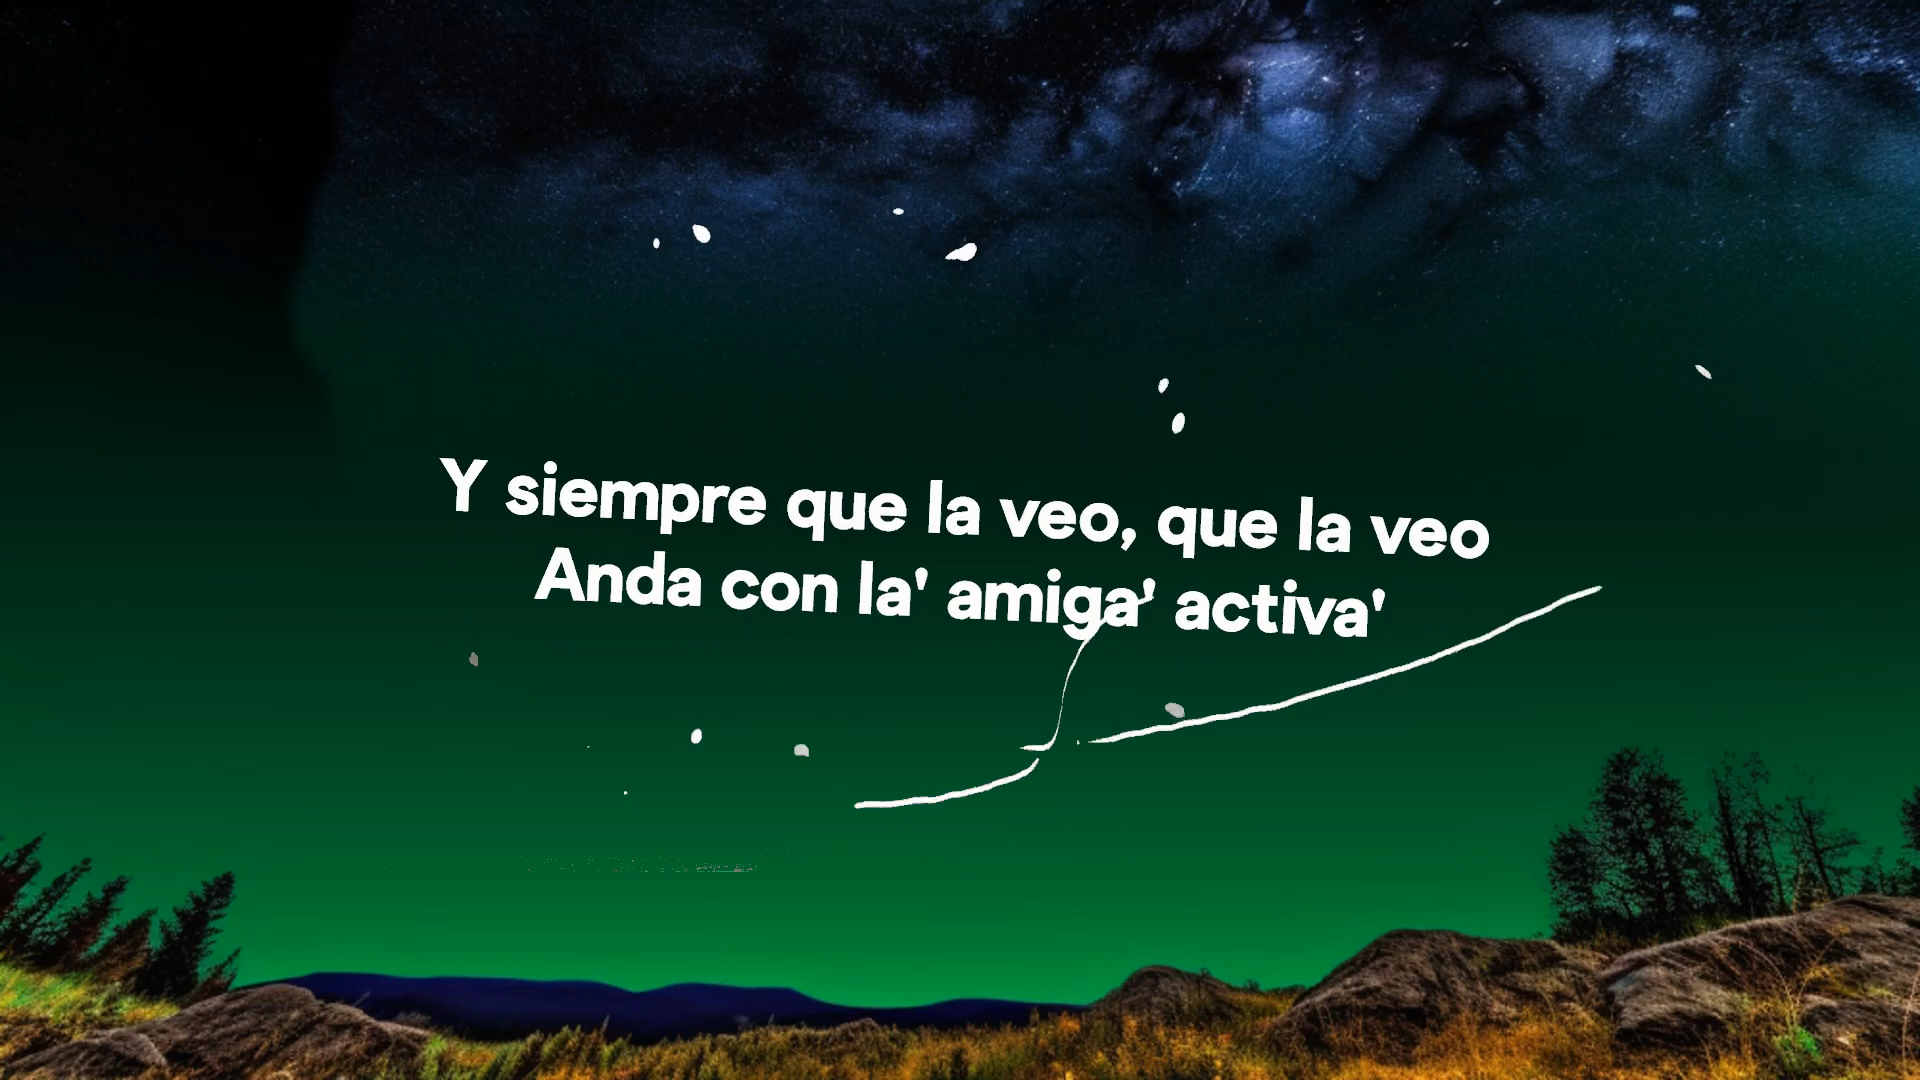 Y siempre que la veo, que la veo
Anda con la' amiga' activa'